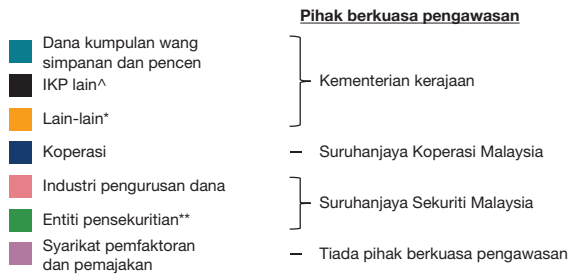 Pihak berkuasa pengawasan
Dana kumpulan wang
simpanan dan pencen
IKP lain^
Lain-lain*
Kementerian kerajaan
Koperasi
– Suruhanjaya Koperasi Malaysia
Industri pengurusan dana
Entiti pensekuritian**
Suruhanjaya Sekuriti Malaysia
Syarikat pemfaktoran
dan pemajakan
– Tiada pihak berkuasa pengawasan